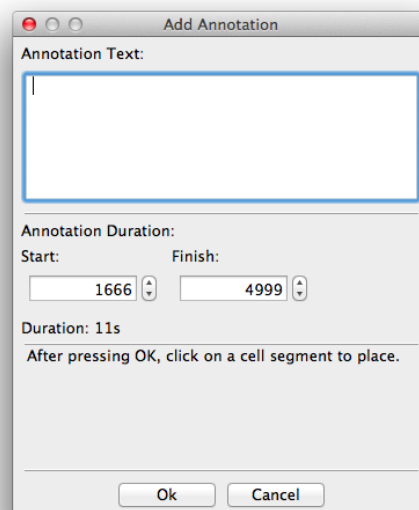 Add Annotation
Annotation Text:
Annotation Duration:
Start: Finish:
1666 4999
Duration: 11s
After pressing OK, click on a cell segment to place.
Ok Cancel